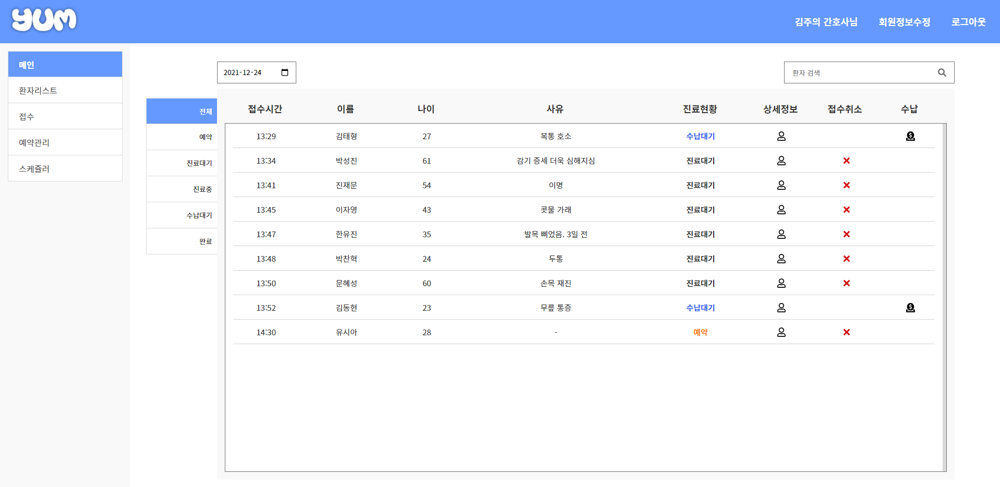 YUM
김주의 간호사님 회원정보수정 로그아웃
메인
환자리스트
접수
예약관리
스케쥴러
2021-12-24
환자 검색
전체
예약
진료대기
진료중
수납대기
완료
접수시간 이름 나이 사유 진료현황 상세정보 접수취소 수납
13:29 김태형 27 복통 호소 수납대기
13:34 박성진 61 감기 증세 더욱 심해지심 진료대기
13:41 진재문 54 이명 진료대기
13:45 이자영 43 콧물 가래 진료대기
13:47 한유진 35 발목 삐었음. 3일 전 진료대기
13:48 박찬혁 24 두통 진료대기
13:50 문혜성 60 손목 재진 진료대기
13:52 김동현 23 무릎 통증 수납대기
14:30 유시아 28 - 예약